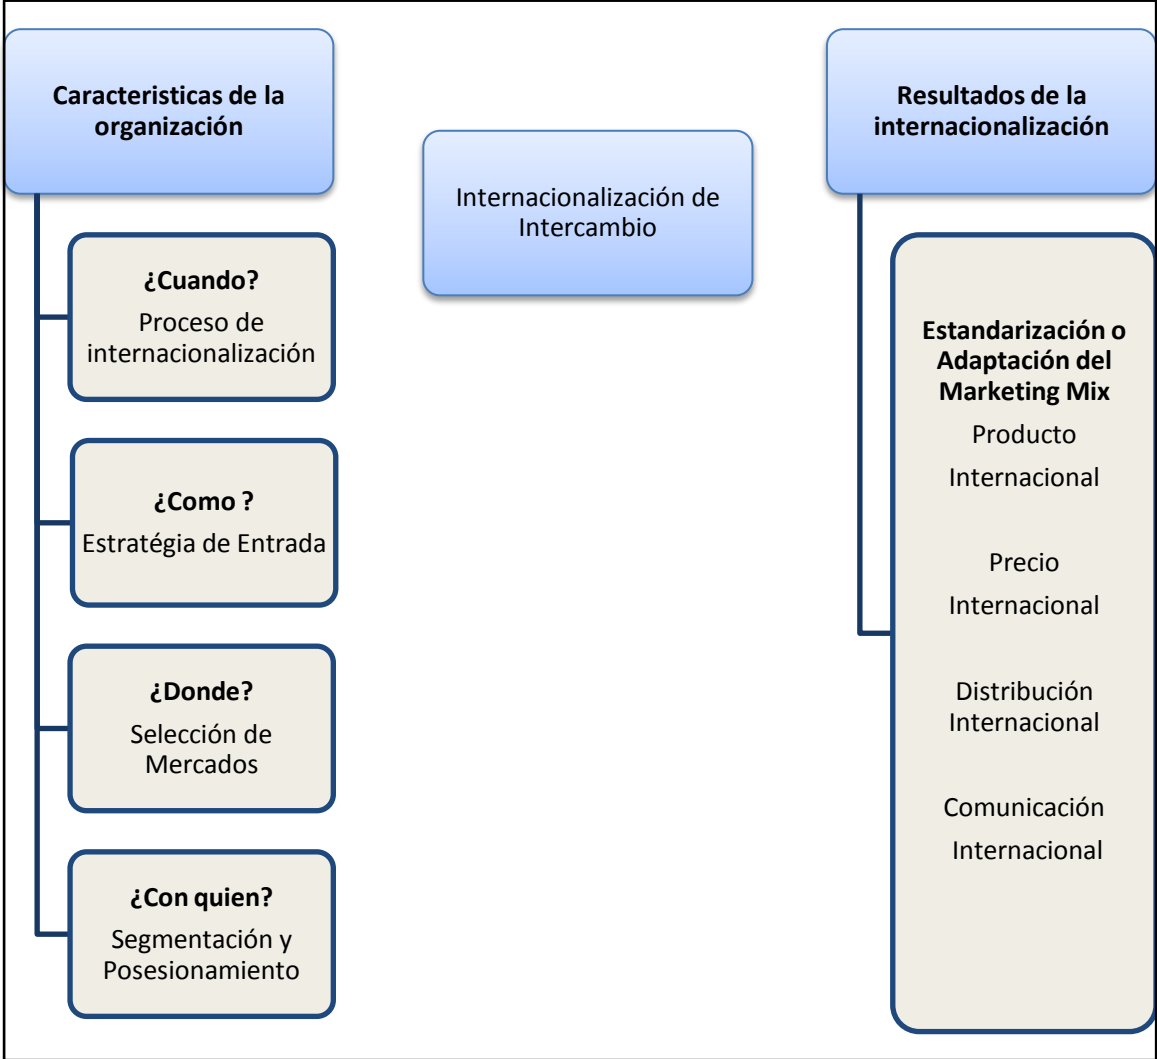 Caracteristicas de la
organización
¿Cuando?
Proceso de
internacionalización
¿Como ?
Estratégia de Entrada
¿Donde?
Selección de
Mercados
¿Con quien?
Segmentación y
Posesionamiento
Internacionalización de
Intercambio
Resultados de la
internacionalización
Estandarización o
Adaptación del
Marketing Mix
Producto
Internacional
Precio
Internacional
Distribución
Internacional
Comunicación
Internacional